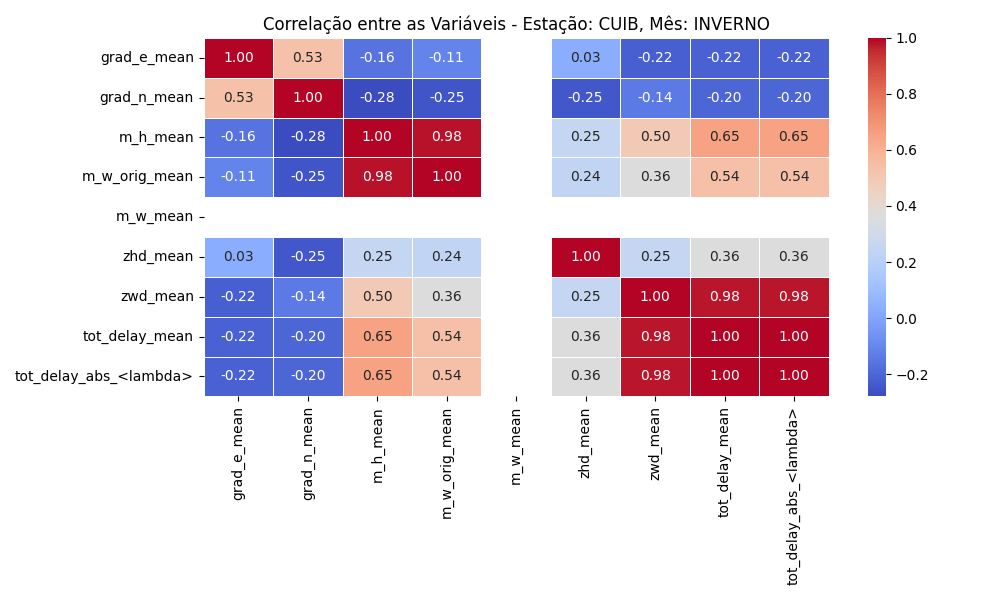 Correlação entre as Variáveis - Estação: CUIB, Mês: INVERNO
grad_e_mean 1.00 0.53 -0.16 -0.11 0.03 -0.22 -0.22 -0.22
grad_n_mean 0.53 1.00 -0.28 -0.25 -0.25 -0.14 -0.20 -0.20
m_h_mean -0.16 -0.28 1.00 0.98 0.25 0.50 0.65 0.65
m_w_orig_mean -0.11 -0.25 0.98 1.00 0.24 0.36 0.54 0.54
m_w_mean
zhd_mean 0.03 -0.25 0.25 0.24 1.00 0.25 0.36 0.36
zwd_mean -0.22 -0.14 0.50 0.36 0.25 1.00 0.98 0.98
tot_delay_mean -0.22 -0.20 0.65 0.54 0.36 0.98 1.00 1.00
tot_delay_abs_<lambda> -0.22 -0.20 0.65 0.54 0.36 0.98 1.00 1.00
grad_e_mean
grad_n_mean
m_h_mean
m_w_orig_mean
m_w_mean
zhd_mean
zwd_mean
tot_delay_mean
tot_delay_abs_<lambda>
1.0
0.8
0.6
0.4
0.2
0.0
−0.2